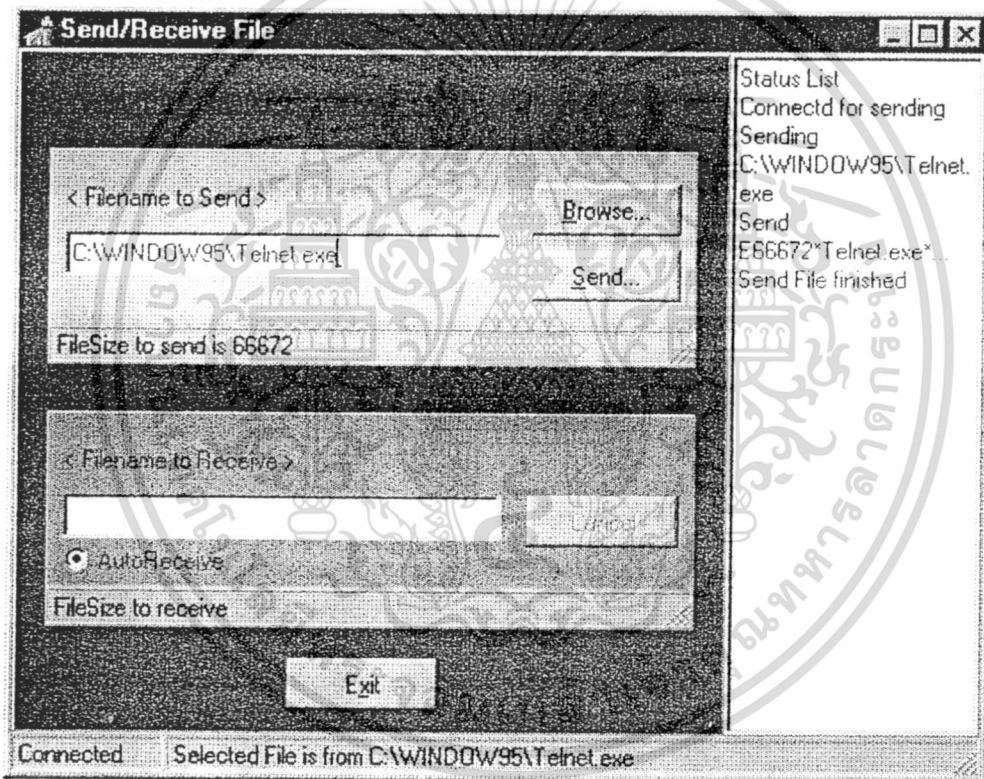 Send/Receive File
< Filename to Send >
Browse...
C:\WINDOW95\Telnet.exe
Send...
FileSize to send is 66672
< Filename to Receive >
Cancel
AutoReceive
FileSize to receive
Exit
Status List
Connectd for sending
Sending
C:\WINDOW95\Telnet.
exe
Send
E66672*Telnet.exe*...
Send File finished
Connected
Selected File is from C:\WINDOW95\Telnet.exe